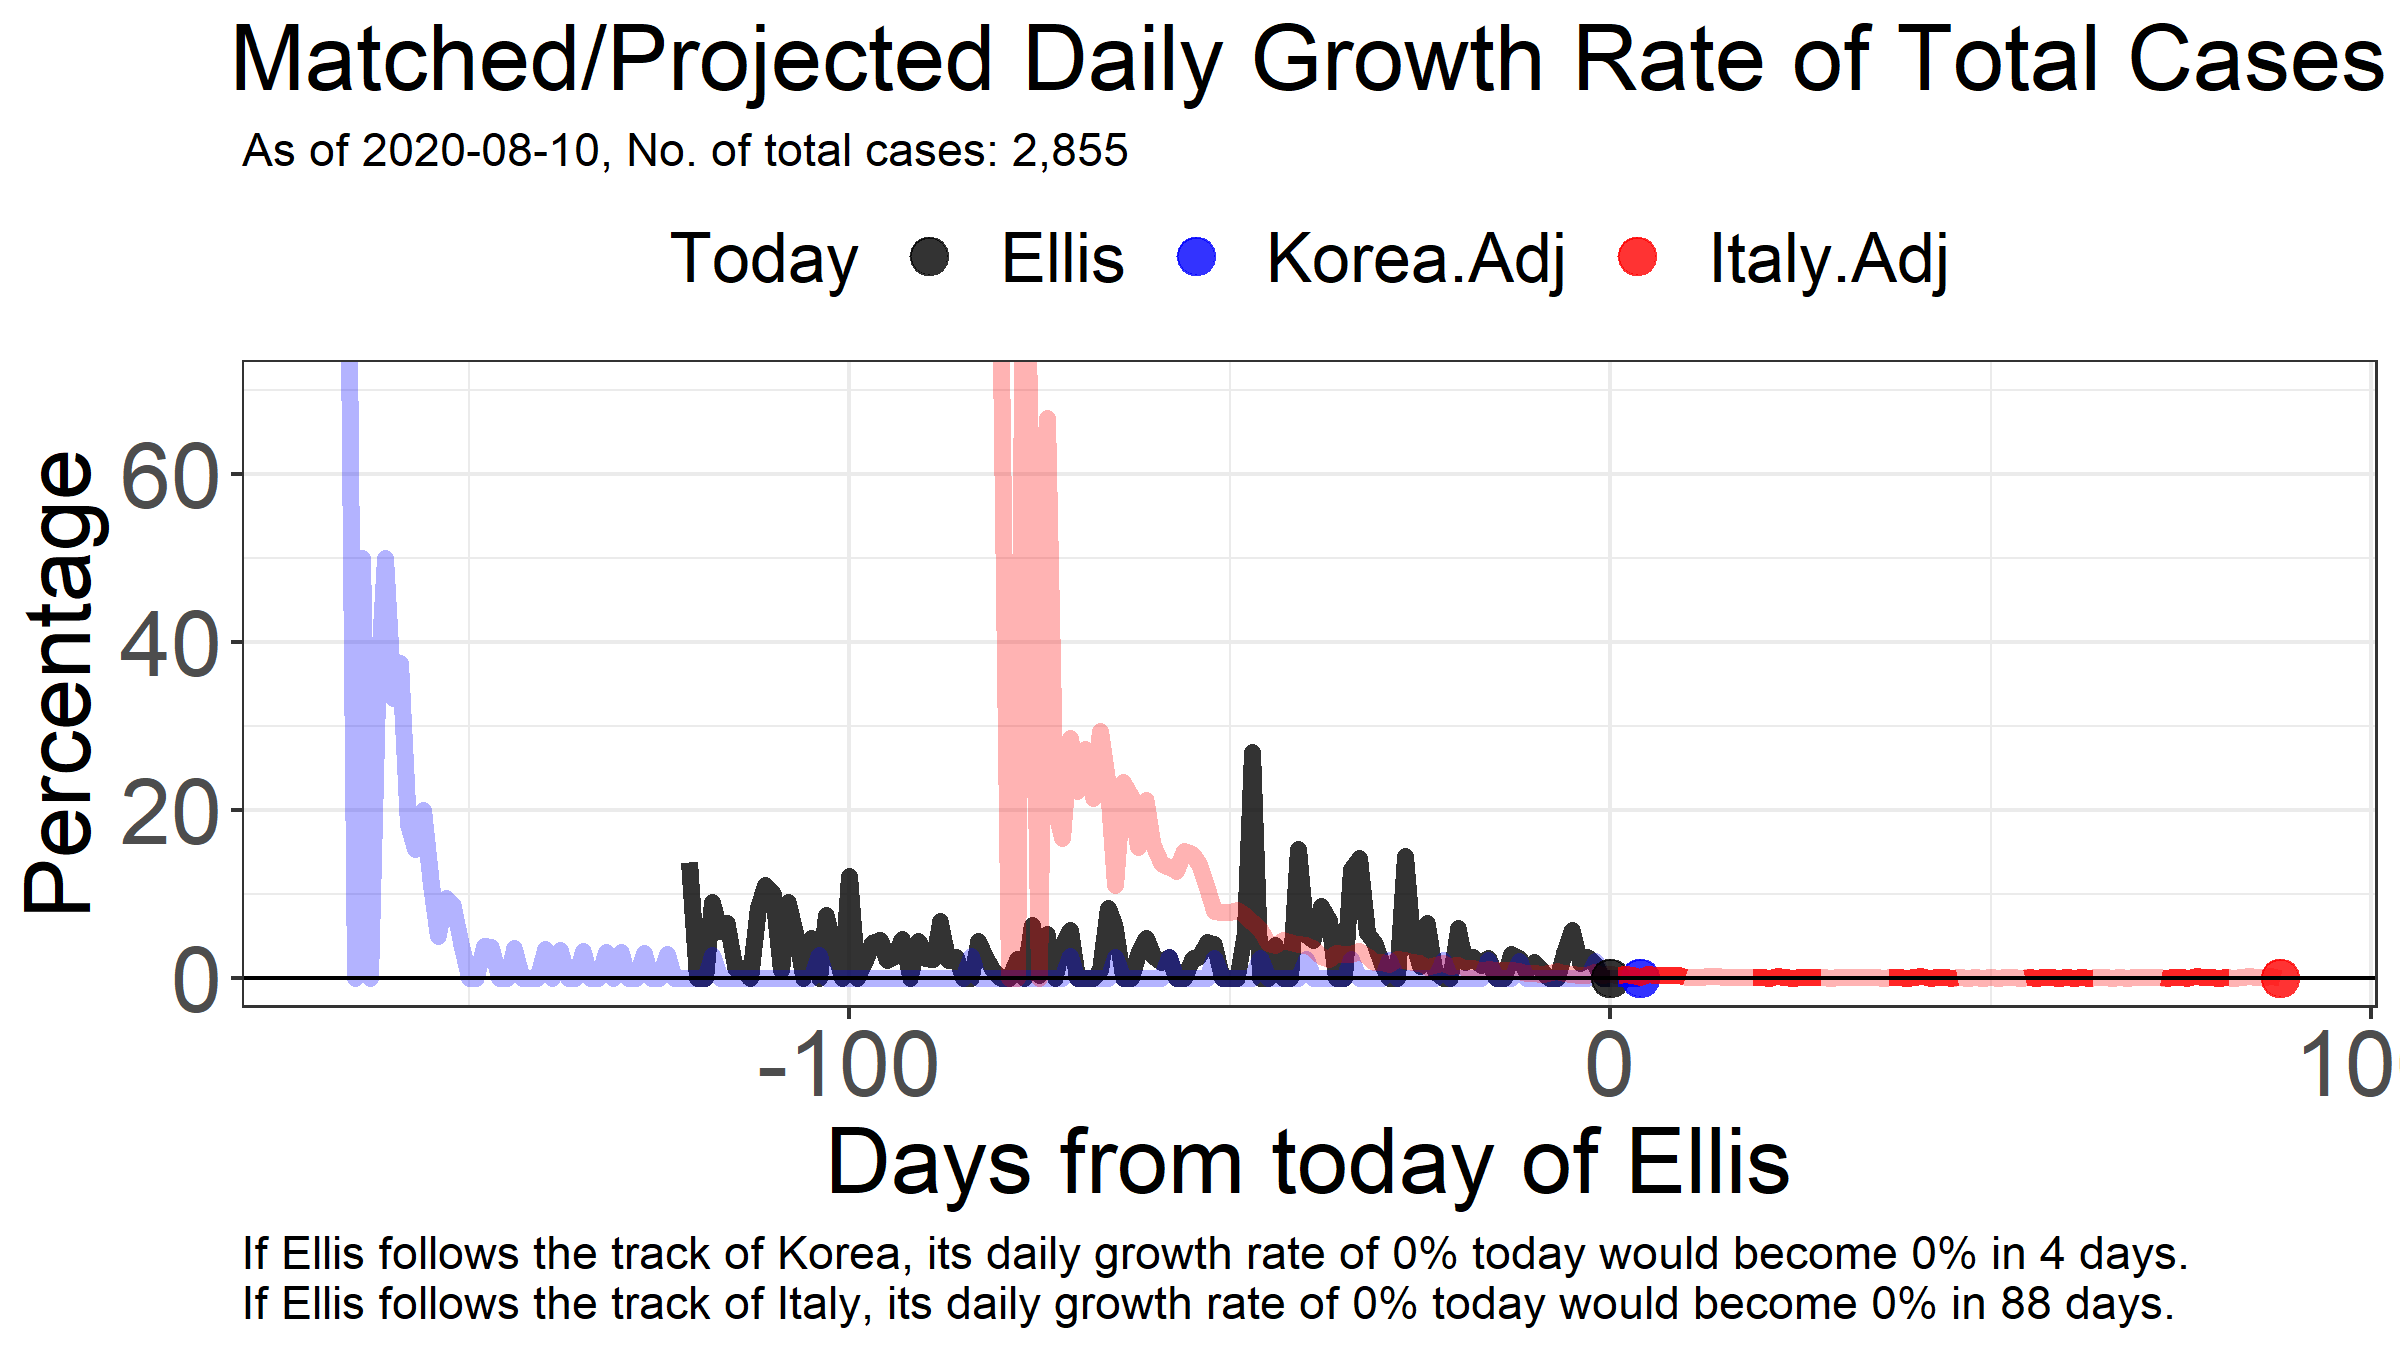 Matched/Projected Daily Growth Rate of Total Cases
As of 2020-08-10, No. of total cases: 2,855
Today Ellis Korea.Adj Italy.Adj
Percentage
60
40
20
0
-100 0 10
Days from today of Ellis
If Ellis follows the track of Korea, its daily growth rate of 0% today would become 0% in 4 days.
If Ellis follows the track of Italy, its daily growth rate of 0% today would become 0% in 88 days.